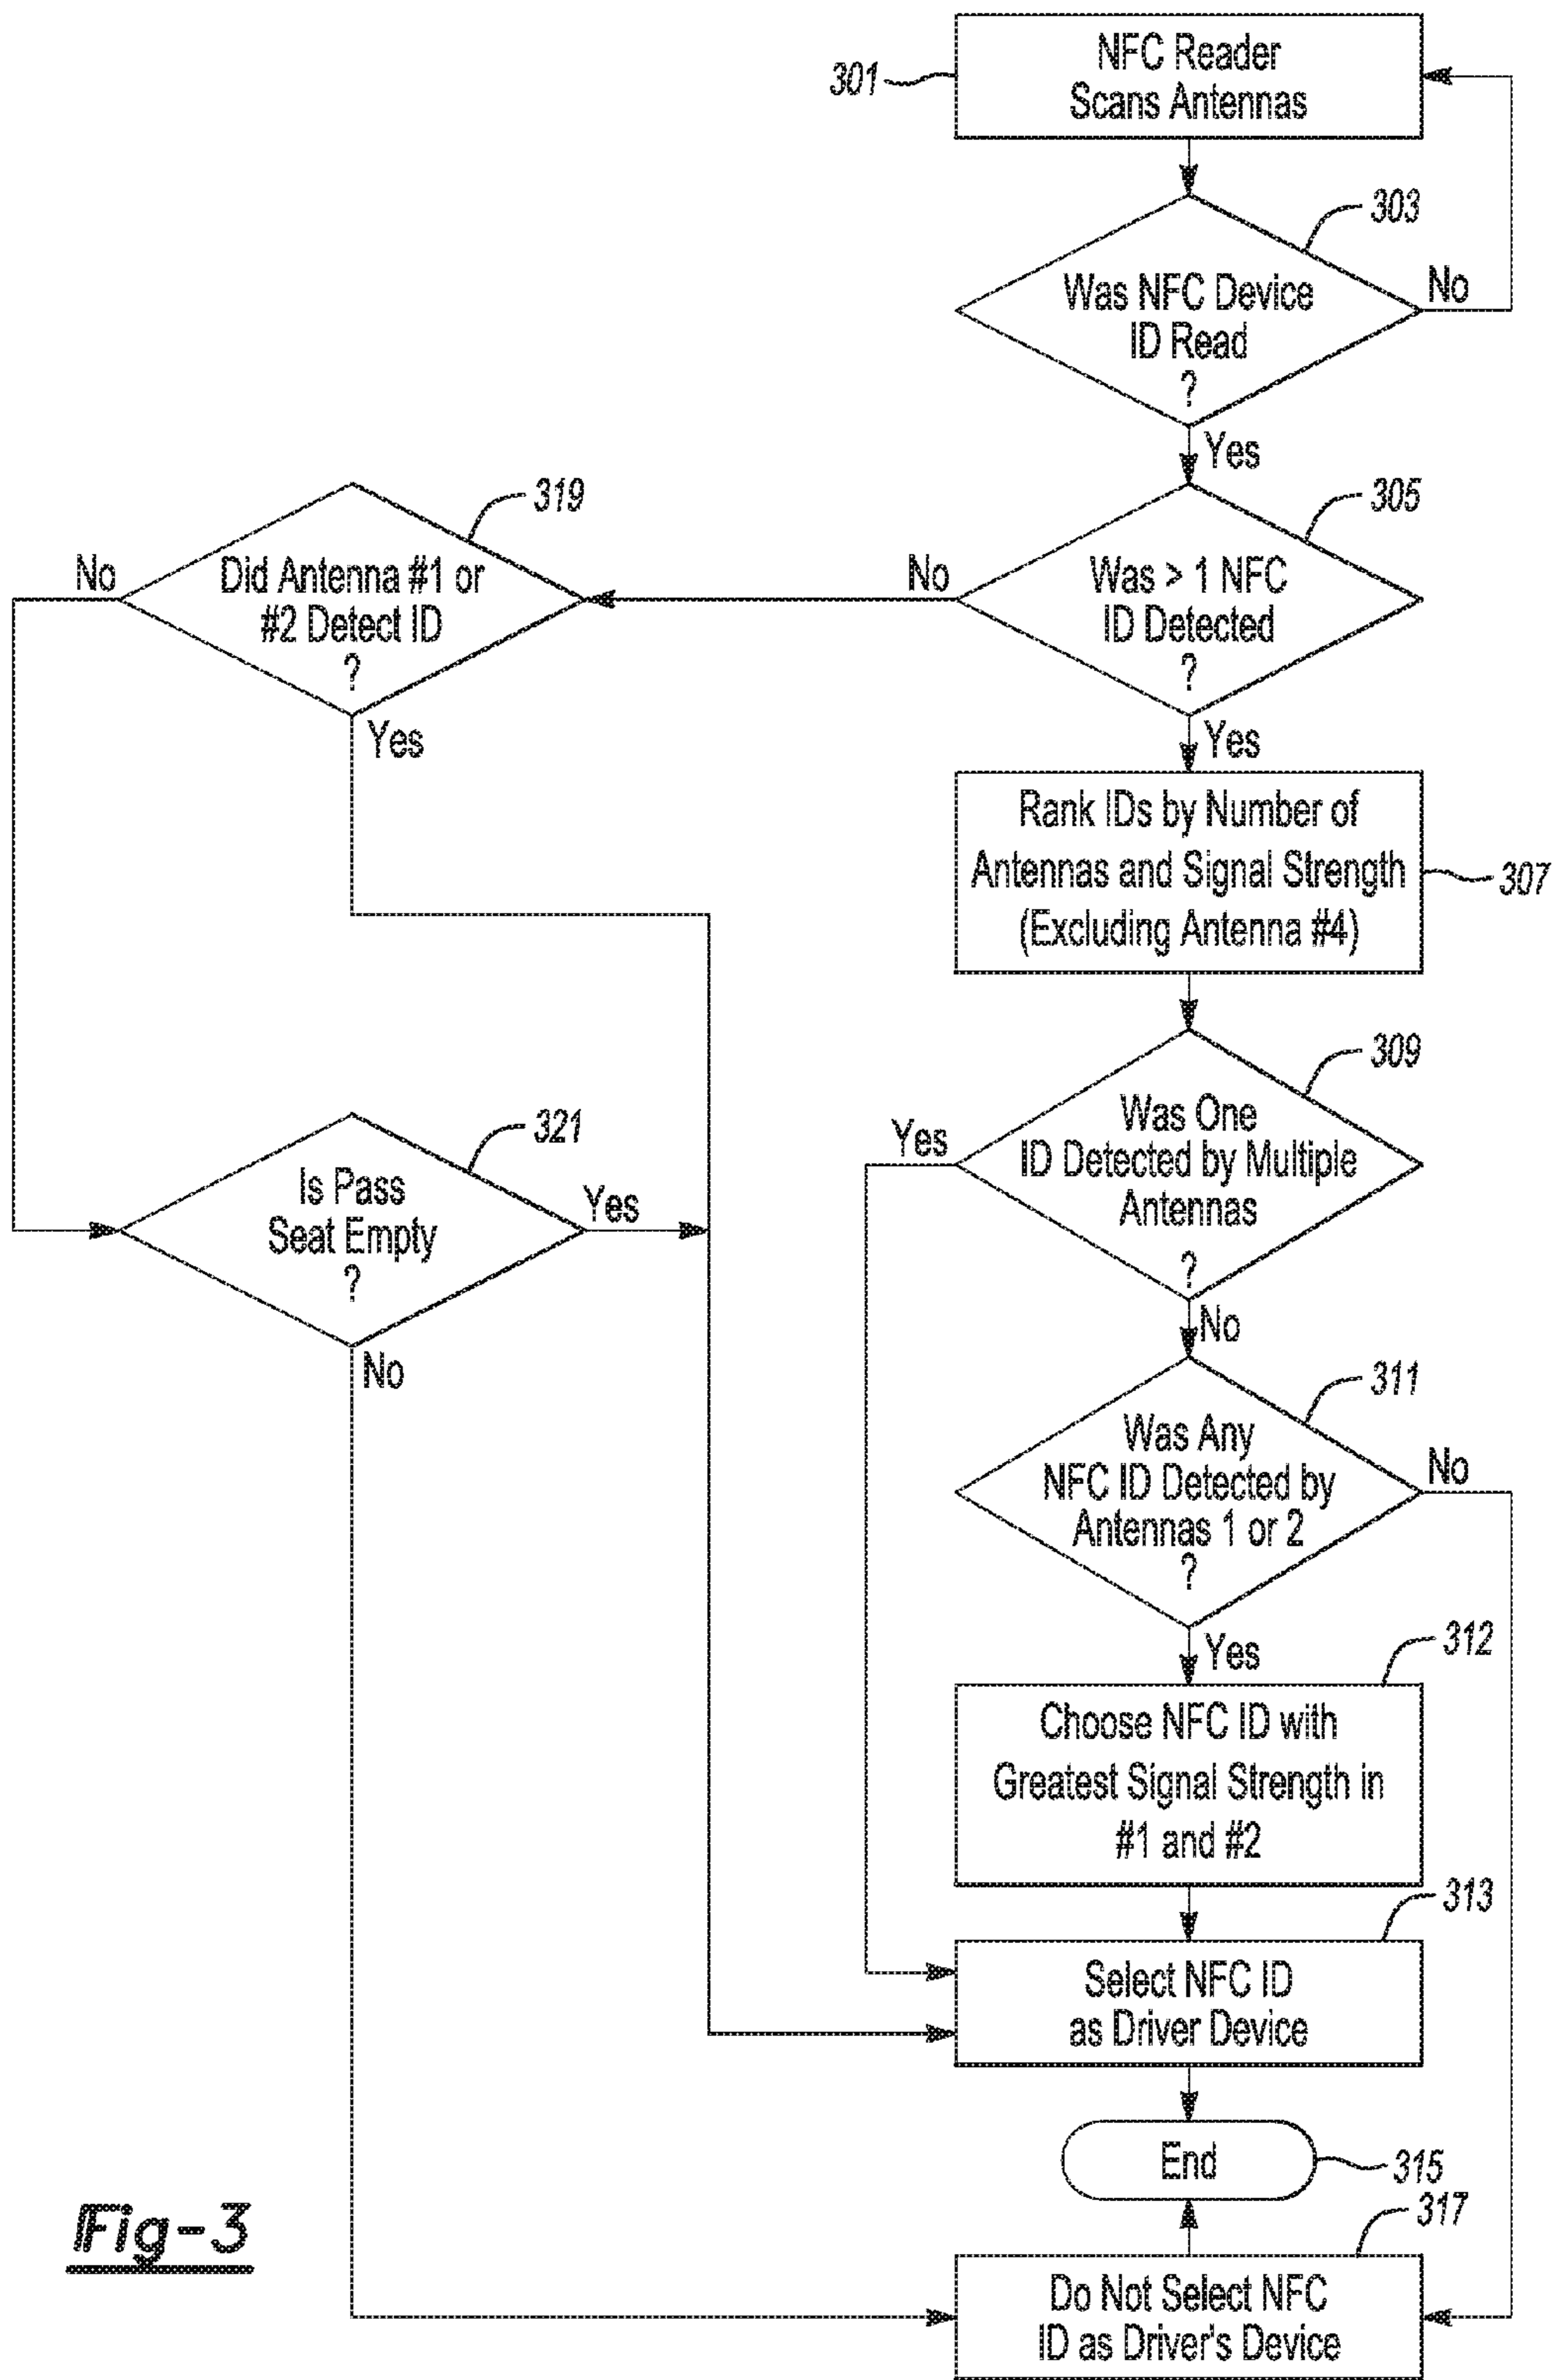 NFC Reader
Scans Antennas
301
303
Was NFC Device
ID Read
?
No
Yes
305
Was > 1 NFC
ID Detected
?
No
Yes
319
Did Antenna #1 or
#2 Detect ID
?
No
Yes
Rank IDs by Number of
Antennas and Signal Strength
(Excluding Antenna #4)
307
309
Was One
ID Detected by Multiple
Antennas
?
Yes
No
321
Is Pass
Seat Empty
?
Yes
No
311
Was Any
NFC ID Detected by
Antennas 1 or 2
?
No
Yes
312
Choose NFC ID with
Greatest Signal Strength in
#1 and #2
313
Select NFC ID
as Driver Device
End
315
317
Do Not Select NFC
ID as Driver's Device
Fig-3